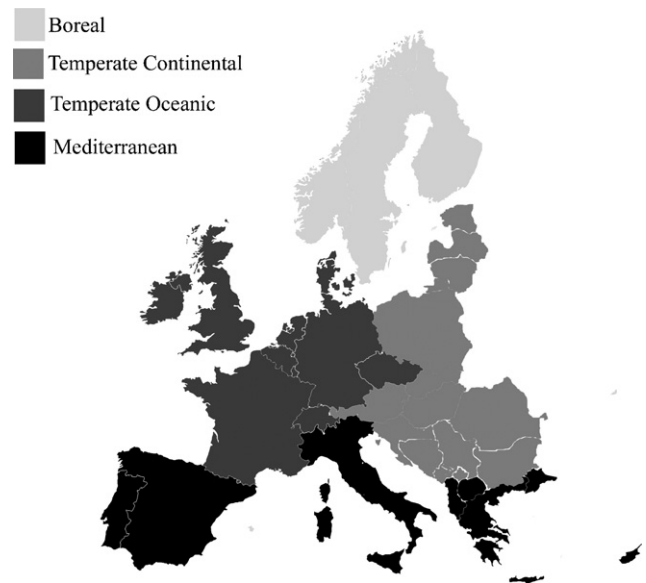 Boreal
Temperate Continental
Temperate Oceanic
Mediterranean